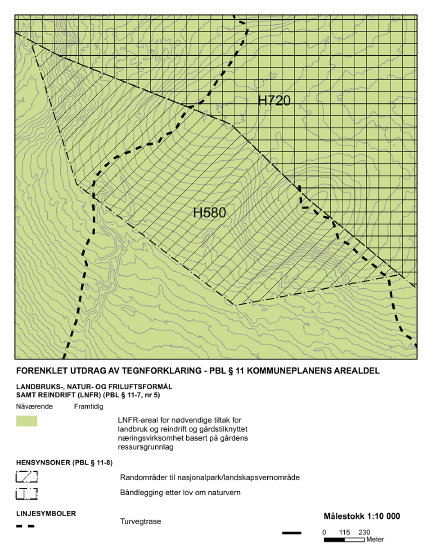 H720
H580
FORENKLET UTDRAG AV TEGNFORKLARING - PBL § 11 KOMMUNEPLANENS AREALDEL
LANDBRUKS-, NATUR- OG FRILUFTSFORMÅL
SAMT REINDRIFT (LNFR) (PBL § 11-7, nr 5)
Nåværende Framtidig
LNFR-areal for nødvendige tiltak for
landbruk og reindrift og gårdstilknyttet
næringsvirksomhet basert på gårdens
ressursgrunnlag
HENSYNSONER (PBL § 11-8)
Randområder til nasjonalpark/landskapsvernområde
Båndlegging etter lov om naturvern
LINJESYMBOLER
Turvegtrase
Målestokk 1:10 000
0 115 230
Meter